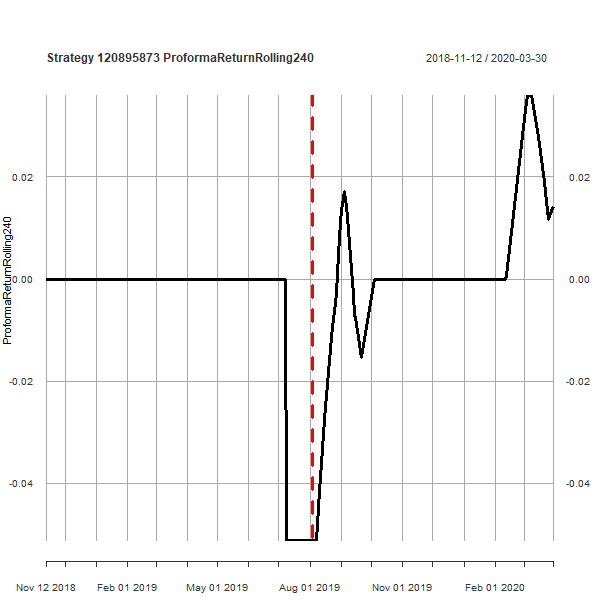 Strategy 120895873 ProformaReturnRolling240
2018-11-12 / 2020-03-30
ProformaReturnRolling240
0.02
0.00
-0.02
-0.04
0.02
0.00
-0.02
-0.04
Nov 12 2018
Feb 01 2019
May 01 2019
Aug 01 2019
Nov 01 2019
Feb 01 2020